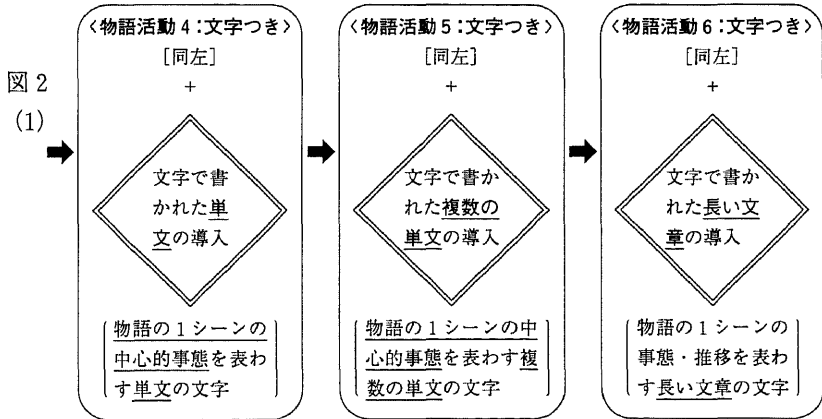 図2
(1)
〈物語活動4:文字つき〉
[同左]
+
文字で書
かれた単
文の導入
物語の1シーンの
中心的事態を表わ
す単文の文字
〈物語活動5:文字つき〉
[同左]
+
文字で書か
れた複数の
単文の導入
物語の1シーンの中
心的事態を表わす複
数の単文の文字
〈物語活動6:文字つき〉
[同左]
+
文字で書か
れた長い文
章の導入
物語の1シーンの
事態・推移を表わ
す長い文章の文字